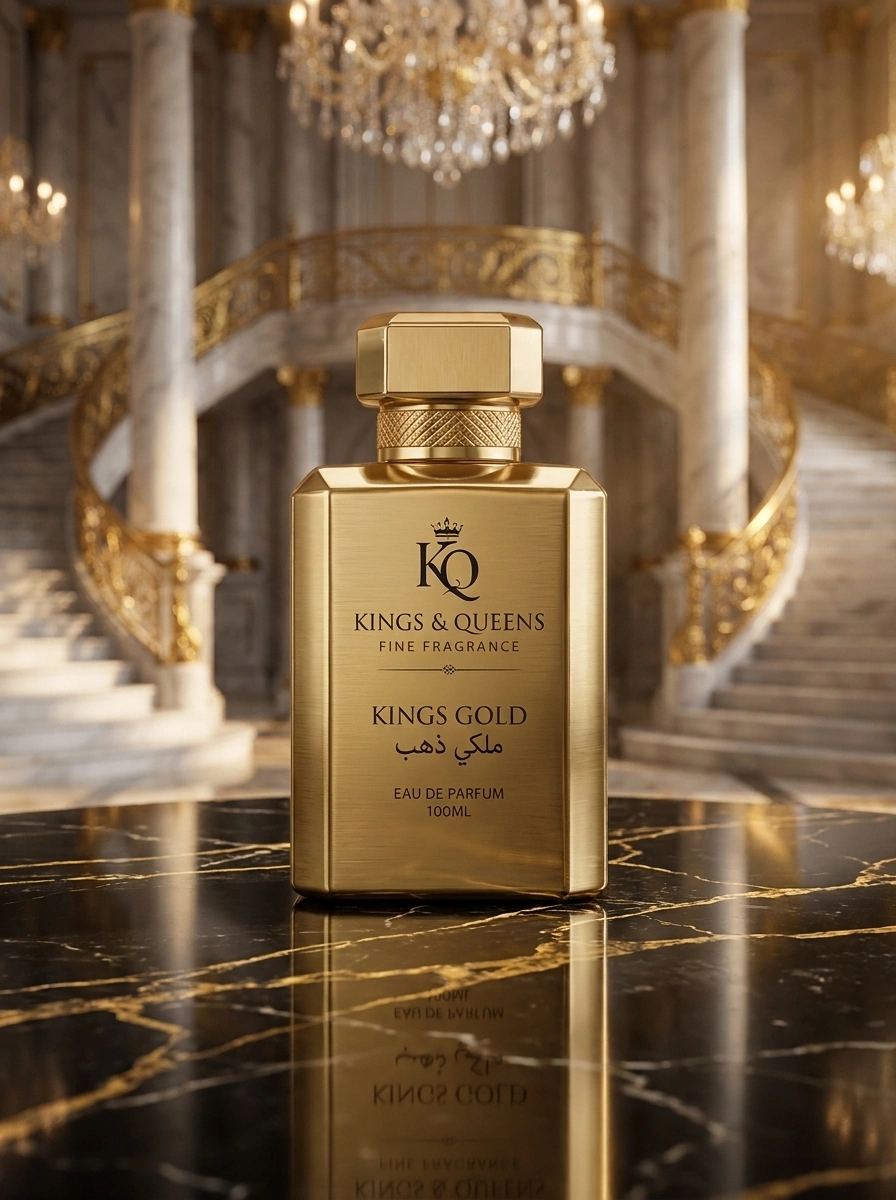 KQ
KINGS & QUEENS
FINE FRAGRANCE
KINGS GOLD
ملكي ذهب
EAU DE PARFUM
100ML